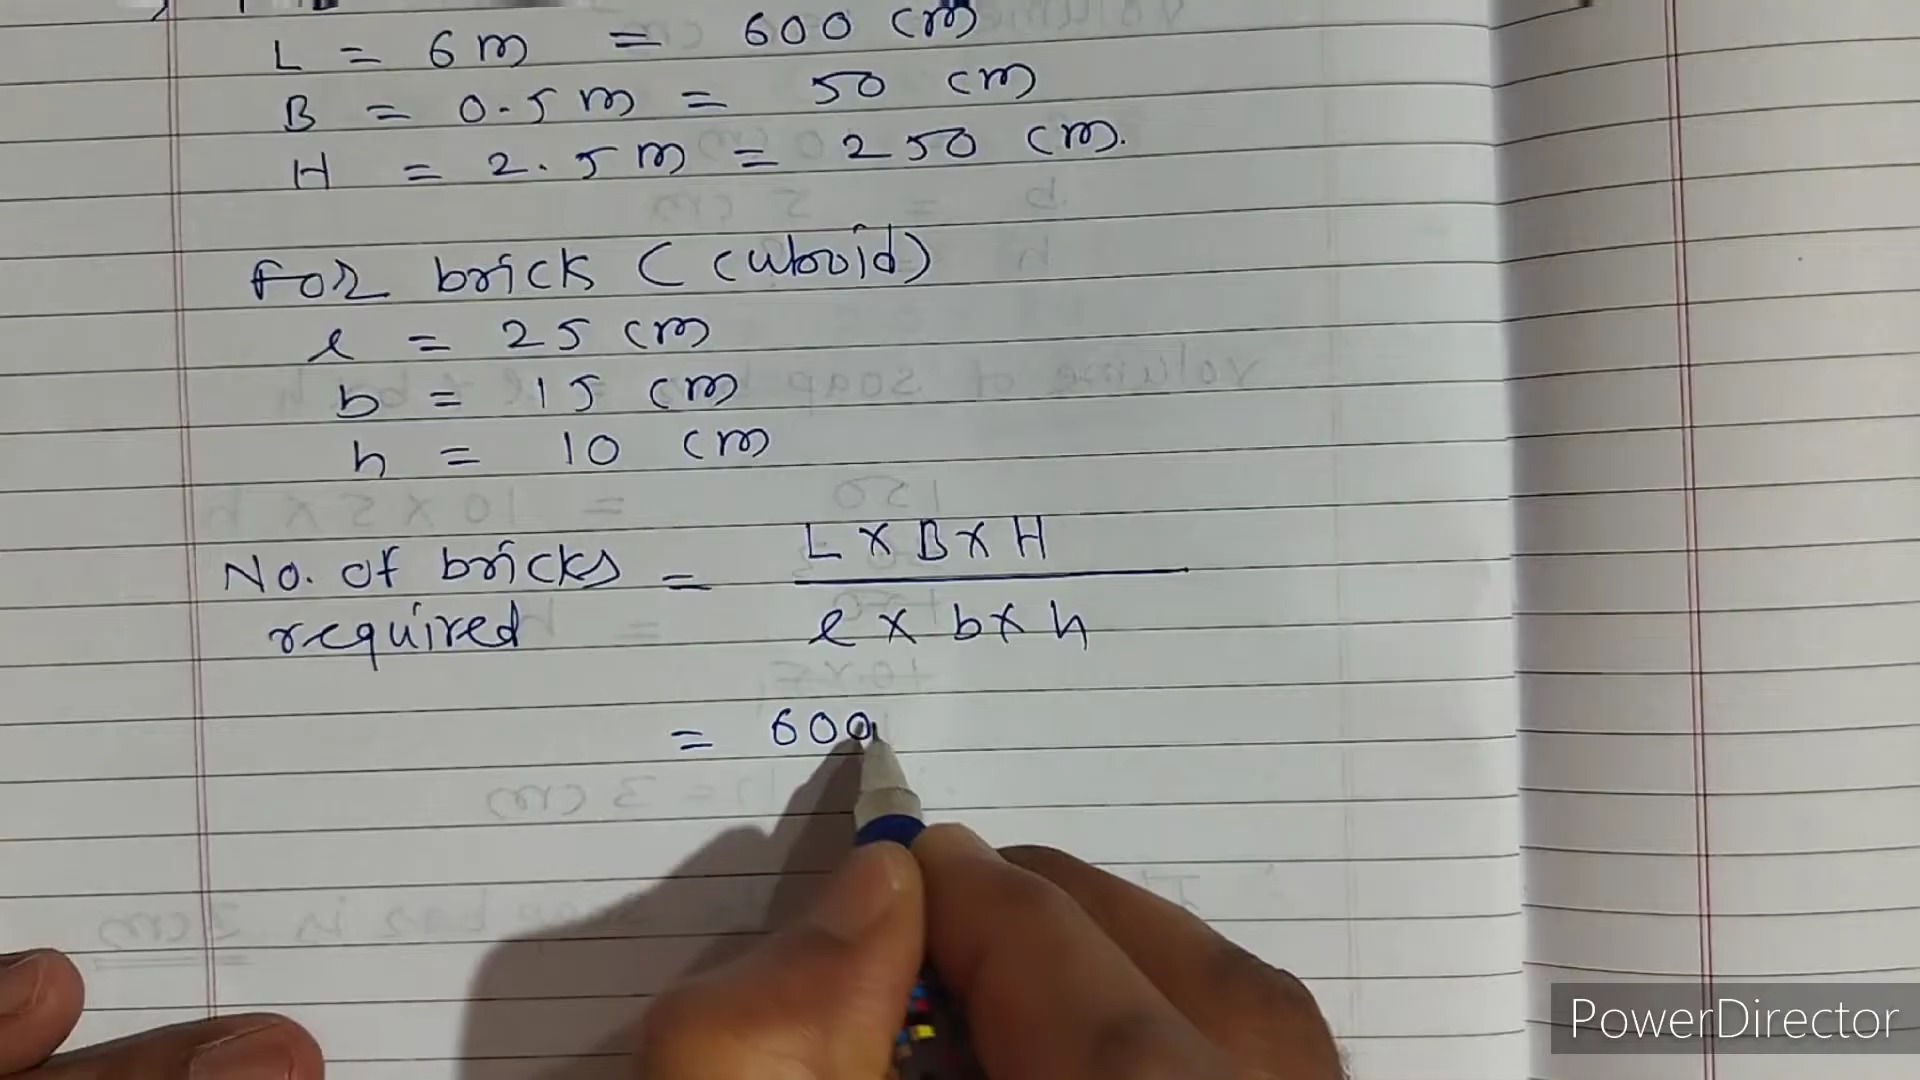 L = 6 m = 600 cm
B = 0.5 m = 50 cm
H = 2.5 m = 250 cm.
For brick (cuboid)
l = 25 cm
b = 15 cm
h = 10 cm
No. of bricks required = L × B × H / l × b × h
= 600
PowerDirector